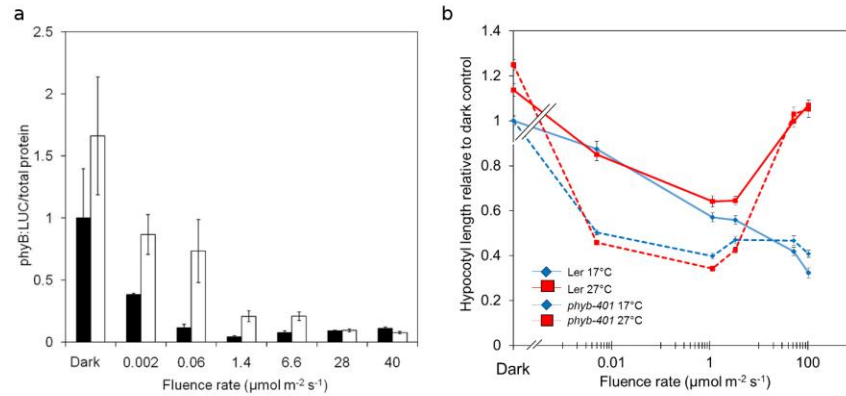 a
2.5
2
1.5
1
0.5
0
phyB:LUC/total protein
Dark 0.002 0.06 1.4 6.6 28 40
Fluence rate (µmol m⁻² s⁻¹)
b
1.4
1.2
1
0.8
0.6
0.4
0.2
0
Hypocotyl length relative to dark control
Ler 17°C
Ler 27°C
phyb-401 17°C
phyb-401 27°C
Dark 0.01 1 100
Fluence rate (µmol m⁻² s⁻¹)